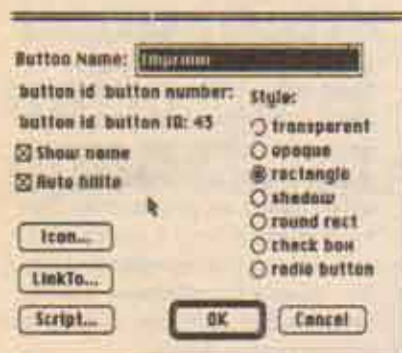 Button Name: Imprimir
button id button number:
button id button ID: 43
Show name
Auto hilite
Icon...
LinkTo...
Script...
Style:
transparent
opaque
rectangle
shadow
round rect
check box
radio button
OK
Cancel